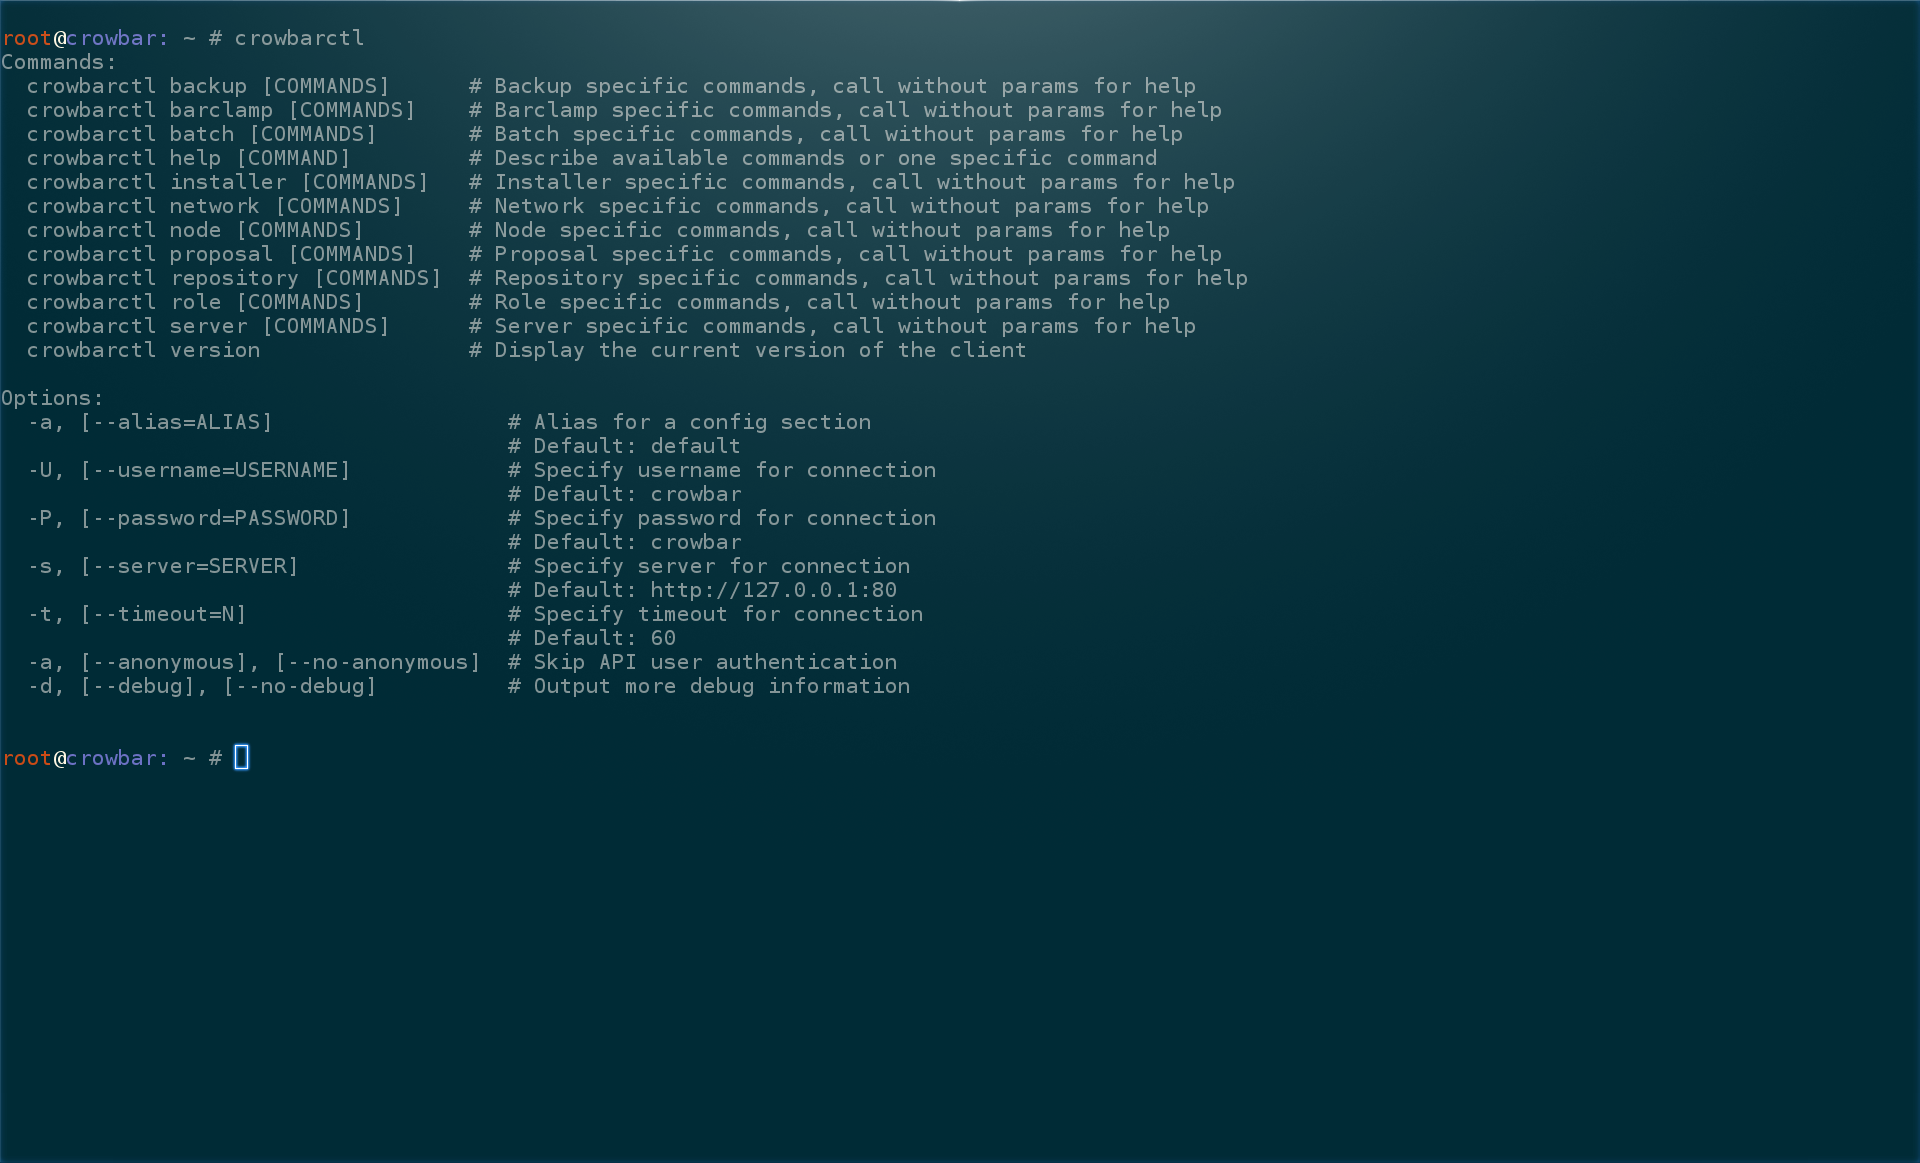 root@crowbar: ~ # crowbarctl
Commands:
  crowbarctl backup [COMMANDS]      # Backup specific commands, call without params for help
  crowbarctl barclamp [COMMANDS]    # Barclamp specific commands, call without params for help
  crowbarctl batch [COMMANDS]       # Batch specific commands, call without params for help
  crowbarctl help [COMMAND]         # Describe available commands or one specific command
  crowbarctl installer [COMMANDS]   # Installer specific commands, call without params for help
  crowbarctl network [COMMANDS]     # Network specific commands, call without params for help
  crowbarctl node [COMMANDS]        # Node specific commands, call without params for help
  crowbarctl proposal [COMMANDS]    # Proposal specific commands, call without params for help
  crowbarctl repository [COMMANDS]  # Repository specific commands, call without params for help
  crowbarctl role [COMMANDS]        # Role specific commands, call without params for help
  crowbarctl server [COMMANDS]      # Server specific commands, call without params for help
  crowbarctl version                # Display the current version of the client

Options:
  -a, [--alias=ALIAS]                  # Alias for a config section
                                       # Default: default
  -U, [--username=USERNAME]            # Specify username for connection
                                       # Default: crowbar
  -P, [--password=PASSWORD]            # Specify password for connection
                                       # Default: crowbar
  -s, [--server=SERVER]                # Specify server for connection
                                       # Default: http://127.0.0.1:80
  -t, [--timeout=N]                    # Specify timeout for connection
                                       # Default: 60
  -a, [--anonymous], [--no-anonymous]  # Skip API user authentication
  -d, [--debug], [--no-debug]          # Output more debug information

root@crowbar: ~ #